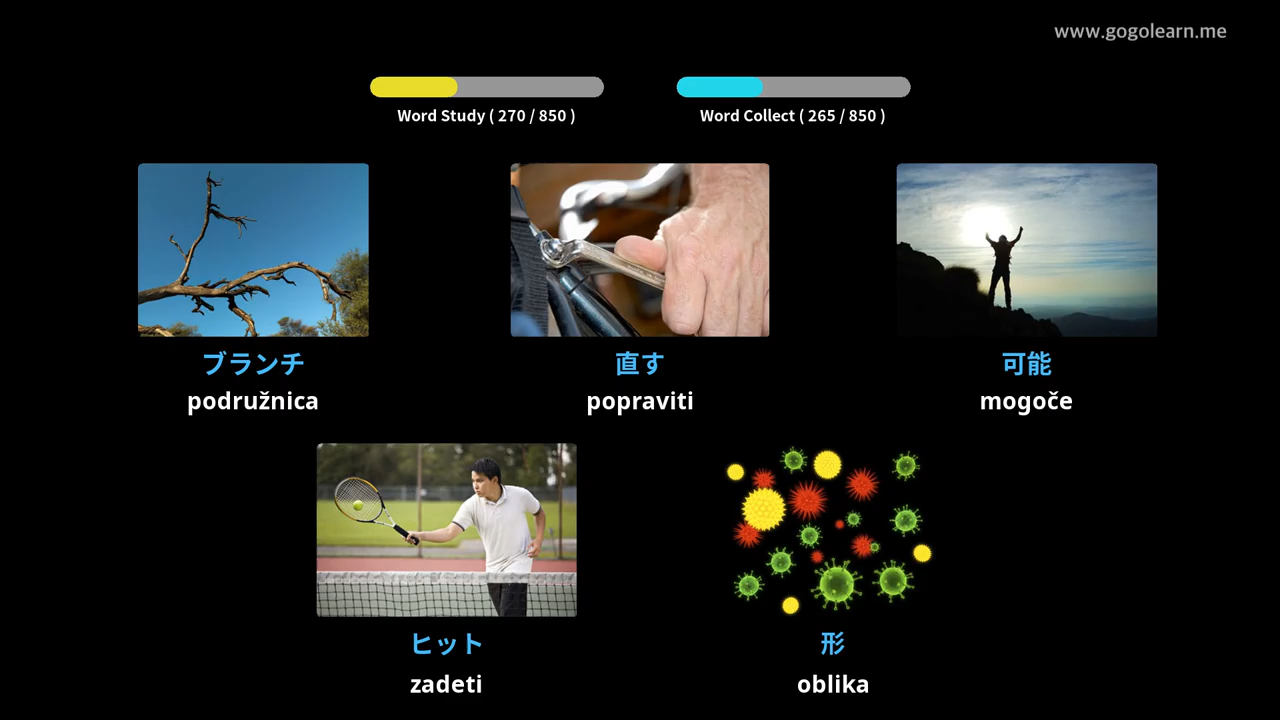 www.gogolearn.me
Word Study ( 270 / 850 )
Word Collect ( 265 / 850 )
ブランチ
podružnica
直す
popraviti
可能
mogoče
ヒット
zadeti
形
oblika